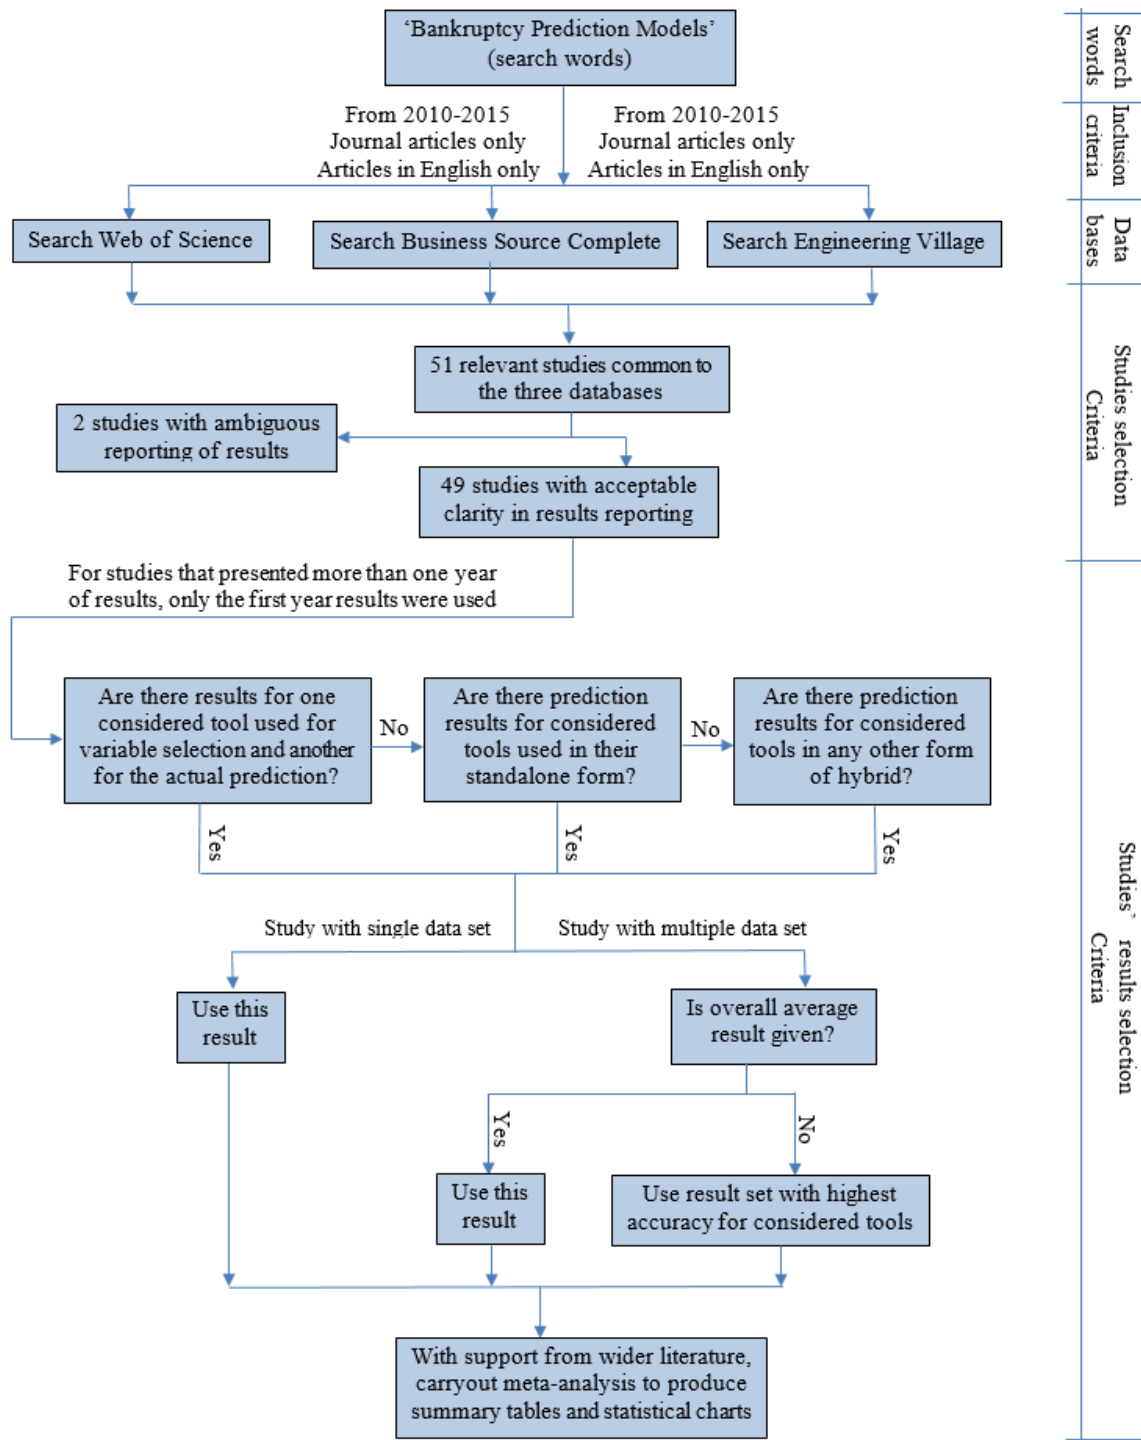 ‘Bankruptcy Prediction Models’
(search words)
Search
words
From 2010-2015
Journal articles only
Articles in English only
From 2010-2015
Journal articles only
Articles in English only
Inclusion
criteria
Search Web of Science
Search Business Source Complete
Search Engineering Village
Data
bases
51 relevant studies common to
the three databases
2 studies with ambiguous
reporting of results
49 studies with acceptable
clarity in results reporting
Studies selection
Criteria
For studies that presented more than one year
of results, only the first year results were used
Are there results for one
considered tool used for
variable selection and another
for the actual prediction?
No
Are there prediction
results for considered
tools used in their
standalone form?
No
Are there prediction
results for considered
tools in any other form
of hybrid?
Yes
Yes
Yes
Study with single data set
Study with multiple data set
Use this
result
Is overall average
result given?
Yes
No
Use this
result
Use result set with highest
accuracy for considered tools
Studies’ results selection
Criteria
With support from wider literature,
carryout meta-analysis to produce
summary tables and statistical charts